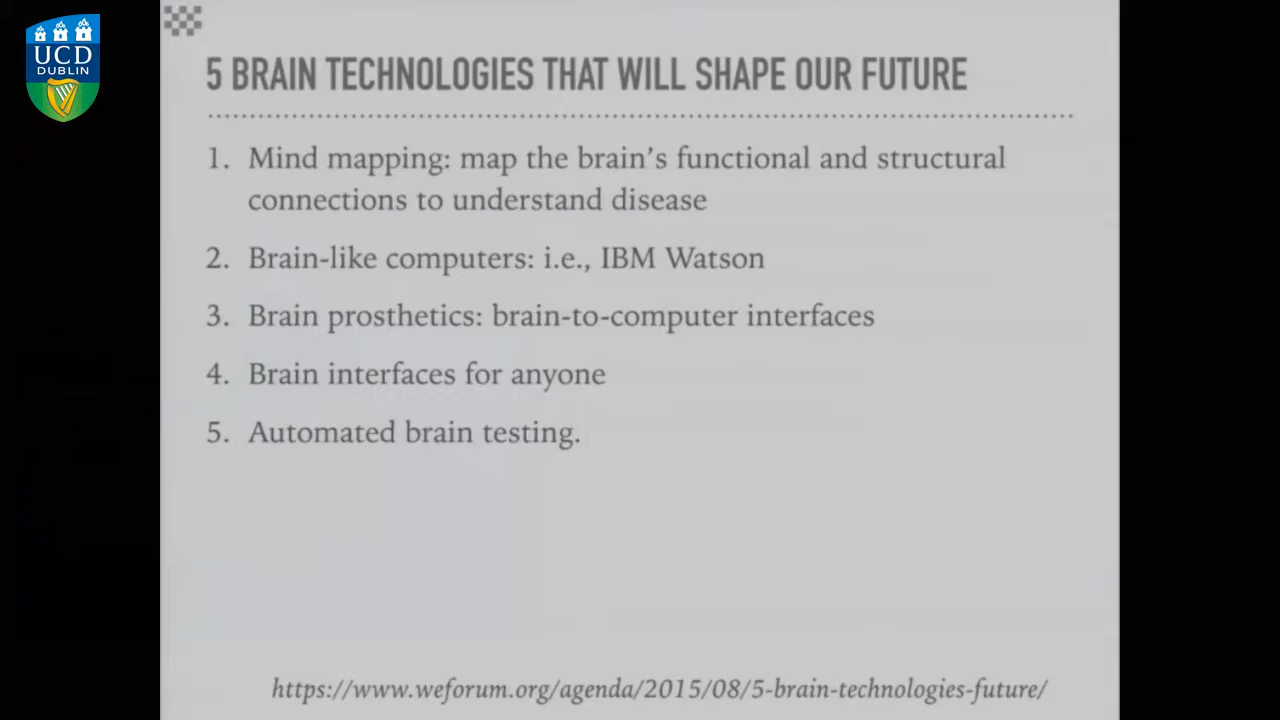 UCD
DUBLIN
5 BRAIN TECHNOLOGIES THAT WILL SHAPE OUR FUTURE
1. Mind mapping: map the brain's functional and structural
connections to understand disease
2. Brain-like computers: i.e., IBM Watson
3. Brain prosthetics: brain-to-computer interfaces
4. Brain interfaces for anyone
5. Automated brain testing.
https://www.weforum.org/agenda/2015/08/5-brain-technologies-future/